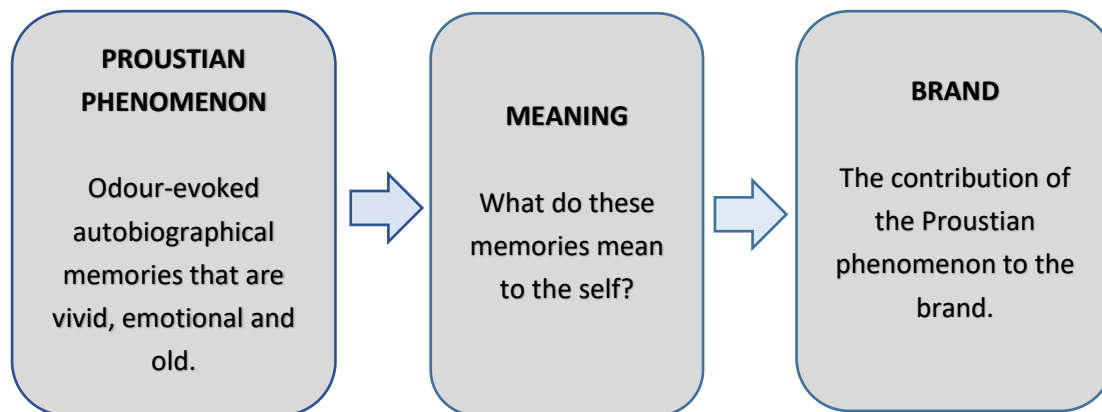 PROUSTIAN
PHENOMENON
Odour-evoked
autobiographical
memories that are
vivid, emotional and
old.
MEANING
What do these
memories mean
to the self?
BRAND
The contribution of
the Proustian
phenomenon to the
brand.